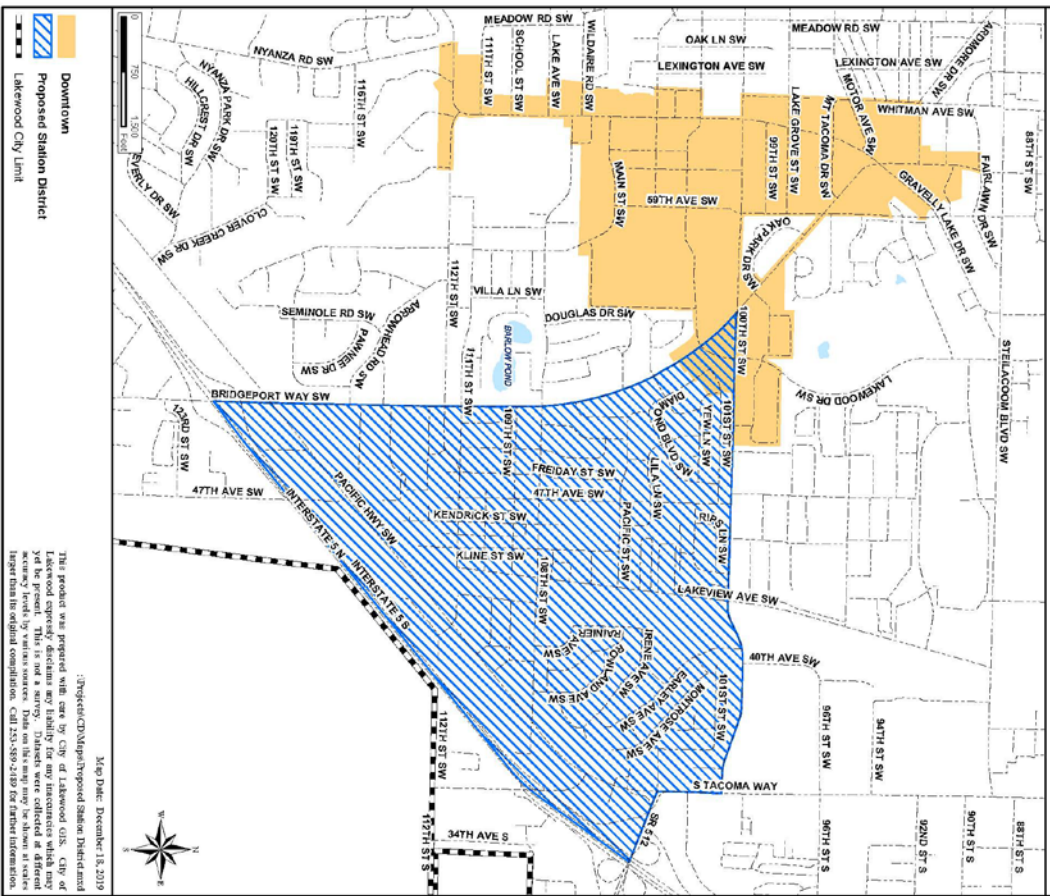 MEADOW RD SW
111TH ST SW
SCHOOL ST SW
LAKE AVE SW
WILDAIRE RD SW
OAK LN SW
LEXINGTON AVE SW
MEADOW RD SW
LEXINGTON AVE SW
ARDMORE DR SW
MOTOR AVE SW
WHITMAN AVE SW
MT TACOMA DR SW
LAKE GROVE ST SW
99TH ST SW
88TH ST SW
FAIRLAWN DR SW
GRAVELLY LAKE DR SW
NYANZA RD SW
NYANZA PARK DR SW
HILLCREST DR SW
116TH ST SW
119TH ST SW
120TH ST SW
EVERLY DR SW
CLOVER CREEK DR SW
MAIN ST SW
59TH AVE SW
OAK PARK DR SW
112TH ST SW
VILLA LN SW
DOUGLAS DR SW
SEMINOLE RD SW
ARROWHEAD RD SW
PAWNEE DR SW
BARLOW POND
111TH ST SW
100TH ST SW
STEILACOOM BLVD SW
LAKEWOOD DR SW
BRIDGEPORT WAY SW
109TH ST SW
DIAMOND BLVD SW
YEW LN SW
101ST ST SW
123RD ST SW
47TH AVE SW
PACIFIC HWY SW
FREIDAY ST SW
47TH AVE SW
LILA LN SW
PACIFIC ST SW
KENDRICK ST SW
KLINE ST SW
108TH ST SW
RIPS LN SW
LAKEVIEW AVE SW
INTERSTATE 5 N
INTERSTATE 5 S
RAINIER AVE SW
ROWLAND AVE SW
IRENE AVE SW
EARLEY AVE SW
MONTROSE AVE SW
101ST ST SW
40TH AVE SW
96TH ST SW
94TH ST SW
S TACOMA WAY
SR 512
112TH ST SW
112TH ST S
34TH AVE S
96TH ST S
92ND ST S
90TH ST S
88TH ST S
0 750 1,500
Feet
Downtown
Proposed Station District
Lakewood City Limit
Map Date: December 18, 2019
:\Projects\CD\Maps\Proposed Station District.mxd
This product was prepared with care by City of Lakewood GIS. City of
Lakewood expressly disclaims any liability for any inaccuracies which may
yet be present. This is not a survey. Datasets were collected at different
accuracy levels by various sources. Data on this map may be shown at scales
larger than its original compilation. Call 253-589-2489 for further information.
N
W
E
S